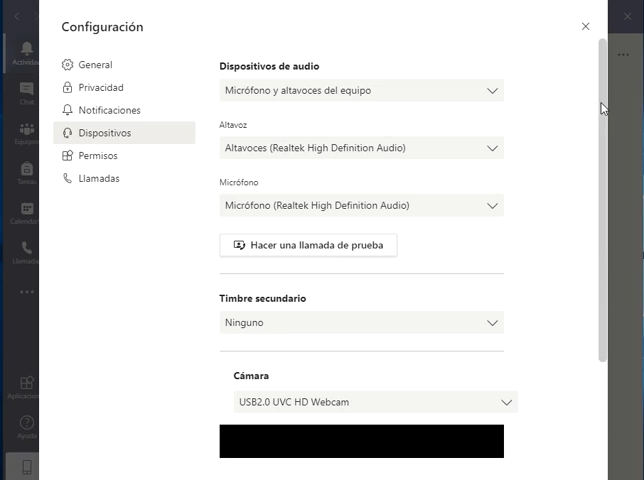 Configuración
General
Privacidad
Notificaciones
Dispositivos
Permisos
Llamadas
Dispositivos de audio
Micrófono y altavoces del equipo
Altavoz
Altavoces (Realtek High Definition Audio)
Micrófono
Micrófono (Realtek High Definition Audio)
Hacer una llamada de prueba
Timbre secundario
Ninguno
Cámara
USB2.0 UVC HD Webcam
Chat
Ayuda